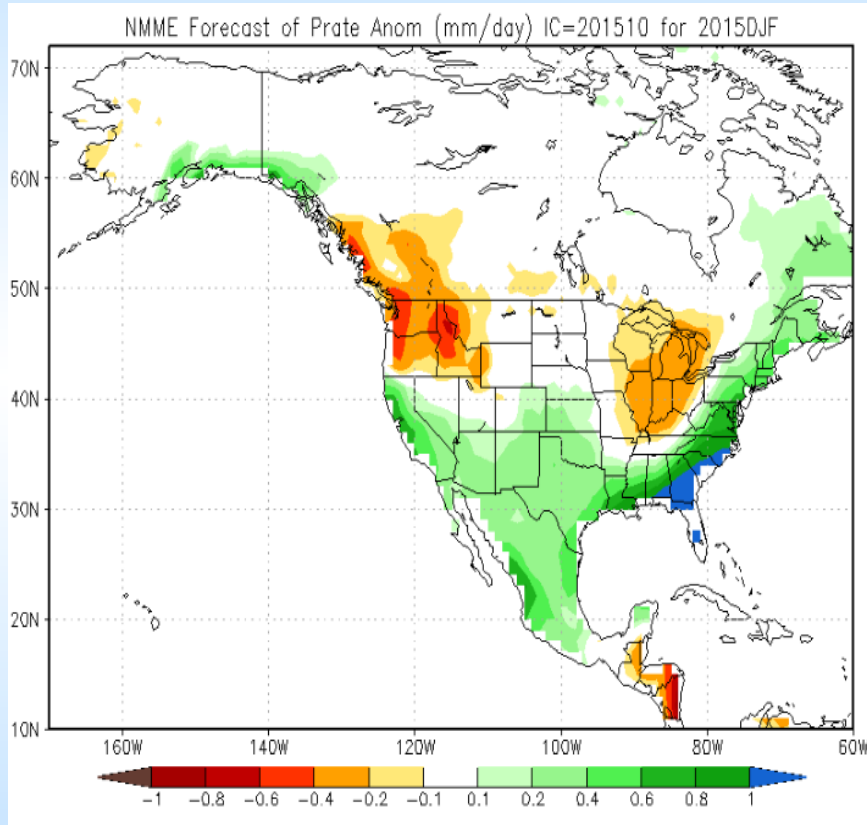 NMME Forecast of Prate Anom (mm/day) IC=201510 for 2015DJF
70N
60N
50N
40N
30N
20N
10N
160W 140W 120W 100W 80W 60W
-1 -0.8 -0.6 -0.4 -0.2 -0.1 0.1 0.2 0.4 0.6 0.8 1